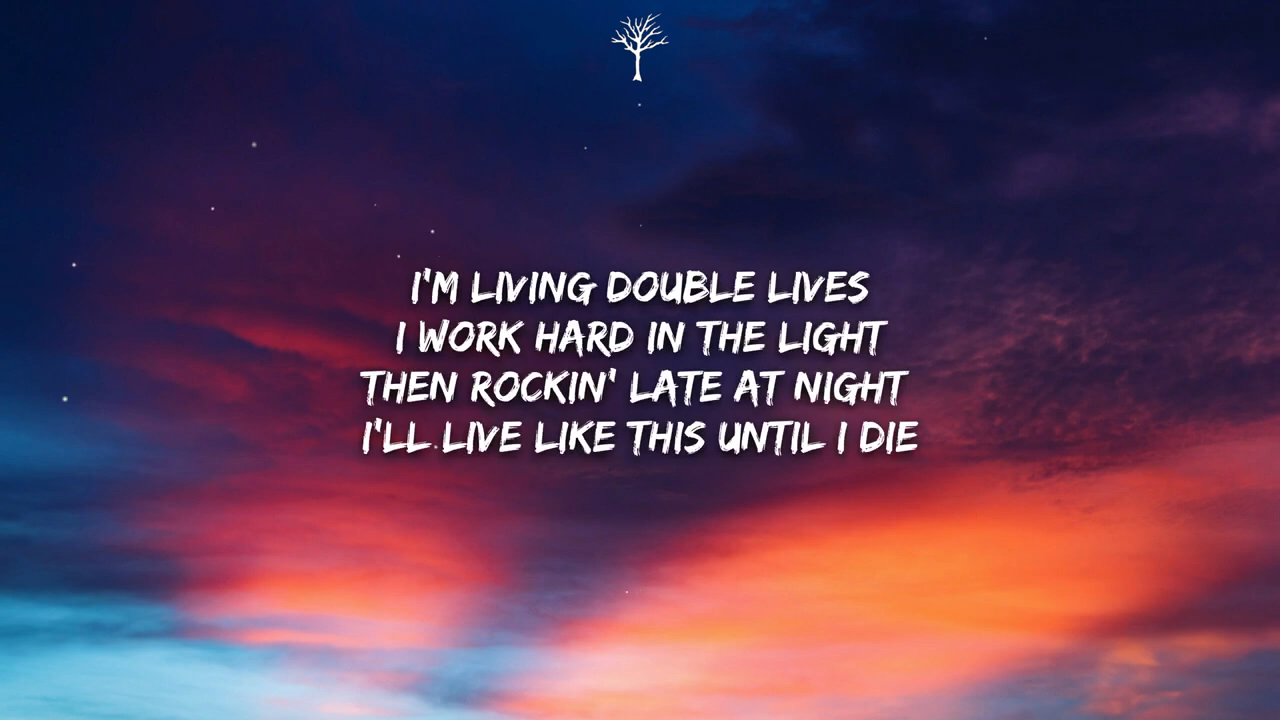 I'M LIVING DOUBLE LIVES
I WORK HARD IN THE LIGHT
THEN ROCKIN' LATE AT NIGHT
I'LL LIVE LIKE THIS UNTIL I DIE